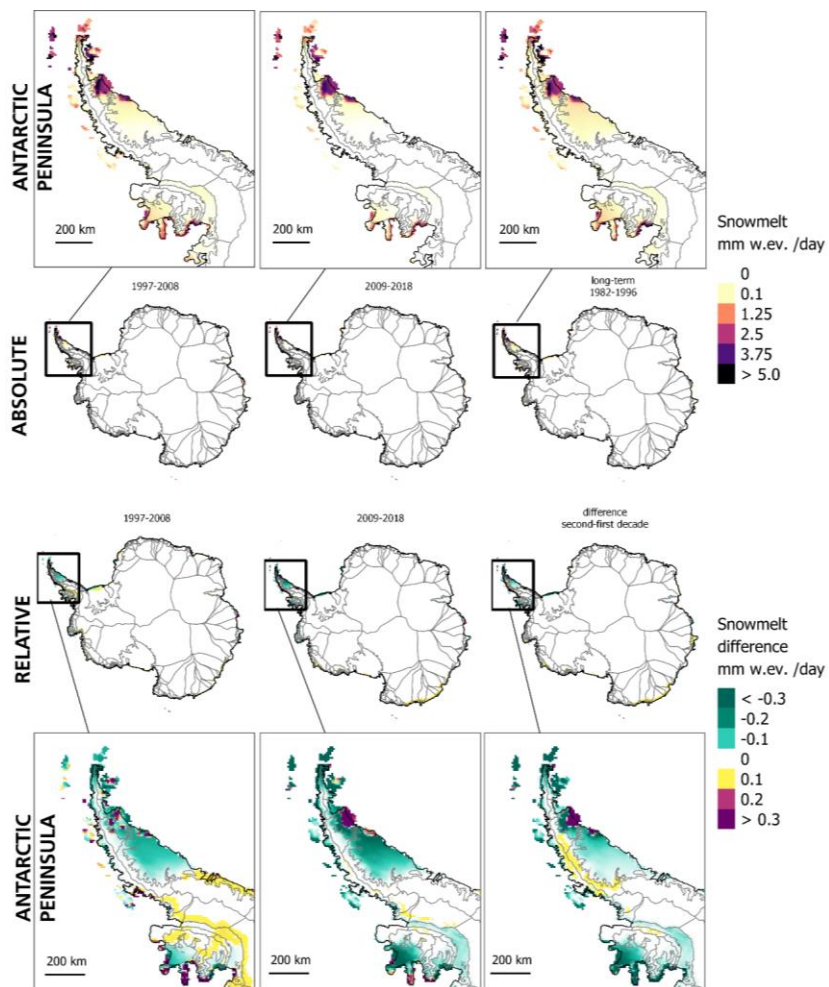 ANTARCTIC
PENINSULA
200 km
200 km
200 km
Snowmelt
mm w.ev. /day
0
0.1
1.25
2.5
3.75
> 5.0
ABSOLUTE
1997-2008
2009-2018
long-term
1982-1996
RELATIVE
1997-2008
2009-2018
difference
second-first decade
Snowmelt
difference
mm w.ev. /day
< -0.3
-0.2
-0.1
0
0.1
0.2
> 0.3
ANTARCTIC
PENINSULA
200 km
200 km
200 km